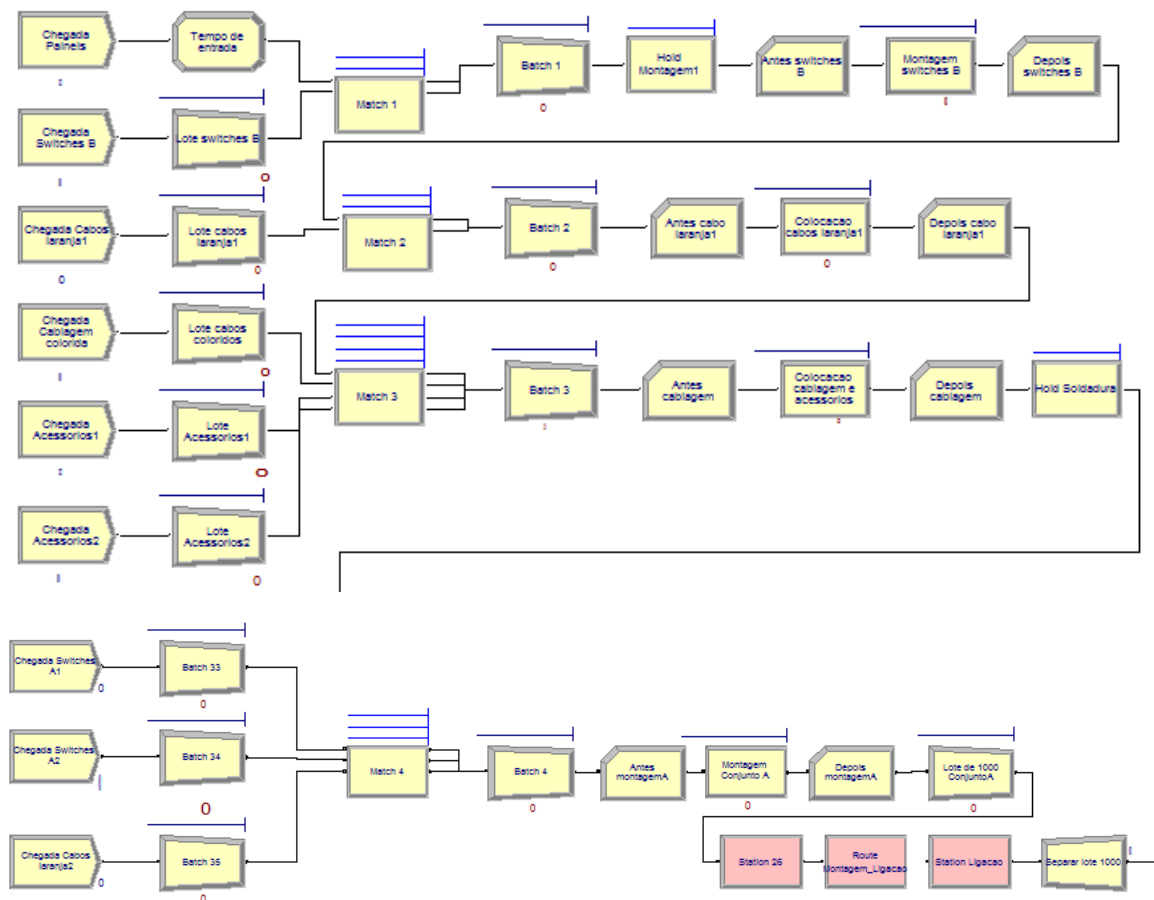 Chegada
Paineis
Tempo de
entrada
Match 1
Batch 1
0
Hold
Montagem1
Antes switches
B
Montagem
switches B
Depois
switches B
Chegada
Switches B
Lote switches B
0
Chegada Cabos
laranja1
0
Lote cabos
laranja1
0
Match 2
Batch 2
0
Antes cabo
laranja1
Colocacao
cabos laranja1
0
Depois cabo
laranja1
Chegada
Cablagem
colorida
Lote cabos
coloridos
0
Match 3
Batch 3
Antes
cablagem
Colocacao
cablagem e
acessorios
Depois
cablagem
Hold Soldadura
Chegada
Acessorios1
Lote
Acessorios1
0
Chegada
Acessorios2
Lote
Acessorios2
0
Chegada Switches
A1
0
Batch 33
0
Chegada Switches
A2
Batch 34
0
Match 4
Batch 4
0
Antes
montagemA
Montagem
Conjunto A
0
Depois
montagemA
Lote de 1000
ConjuntoA
0
Chegada Cabos
laranja2
0
Batch 35
0
Station 26
Route
Montagem_Ligacao
Station Ligacao
Separar lote 1000